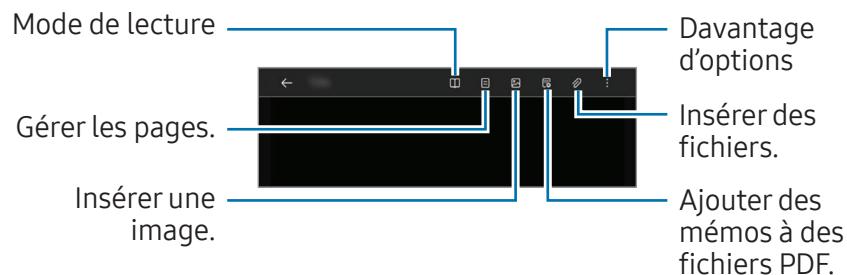 Mode de lecture
Gérer les pages.
Insérer une
image.
Davantage
d'options
Insérer des
fichiers.
Ajouter des
mémos à des
fichiers PDF.